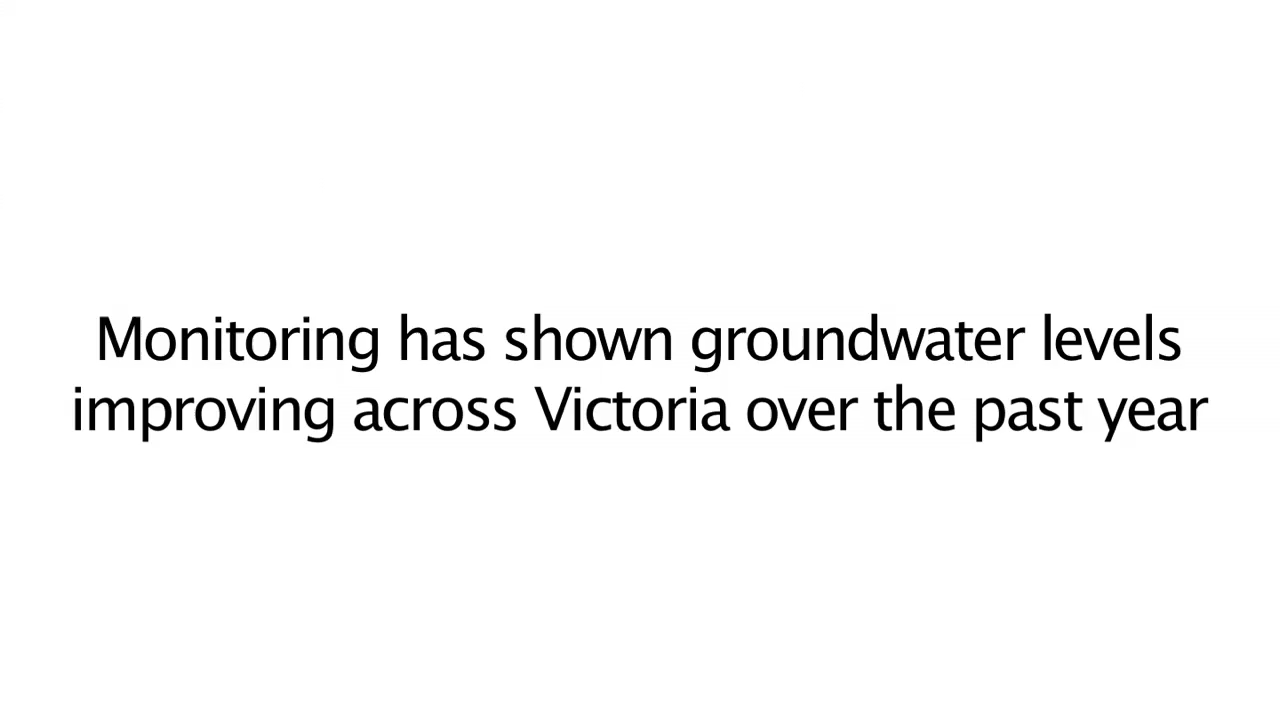 Monitoring has shown groundwater levels
improving across Victoria over the past year